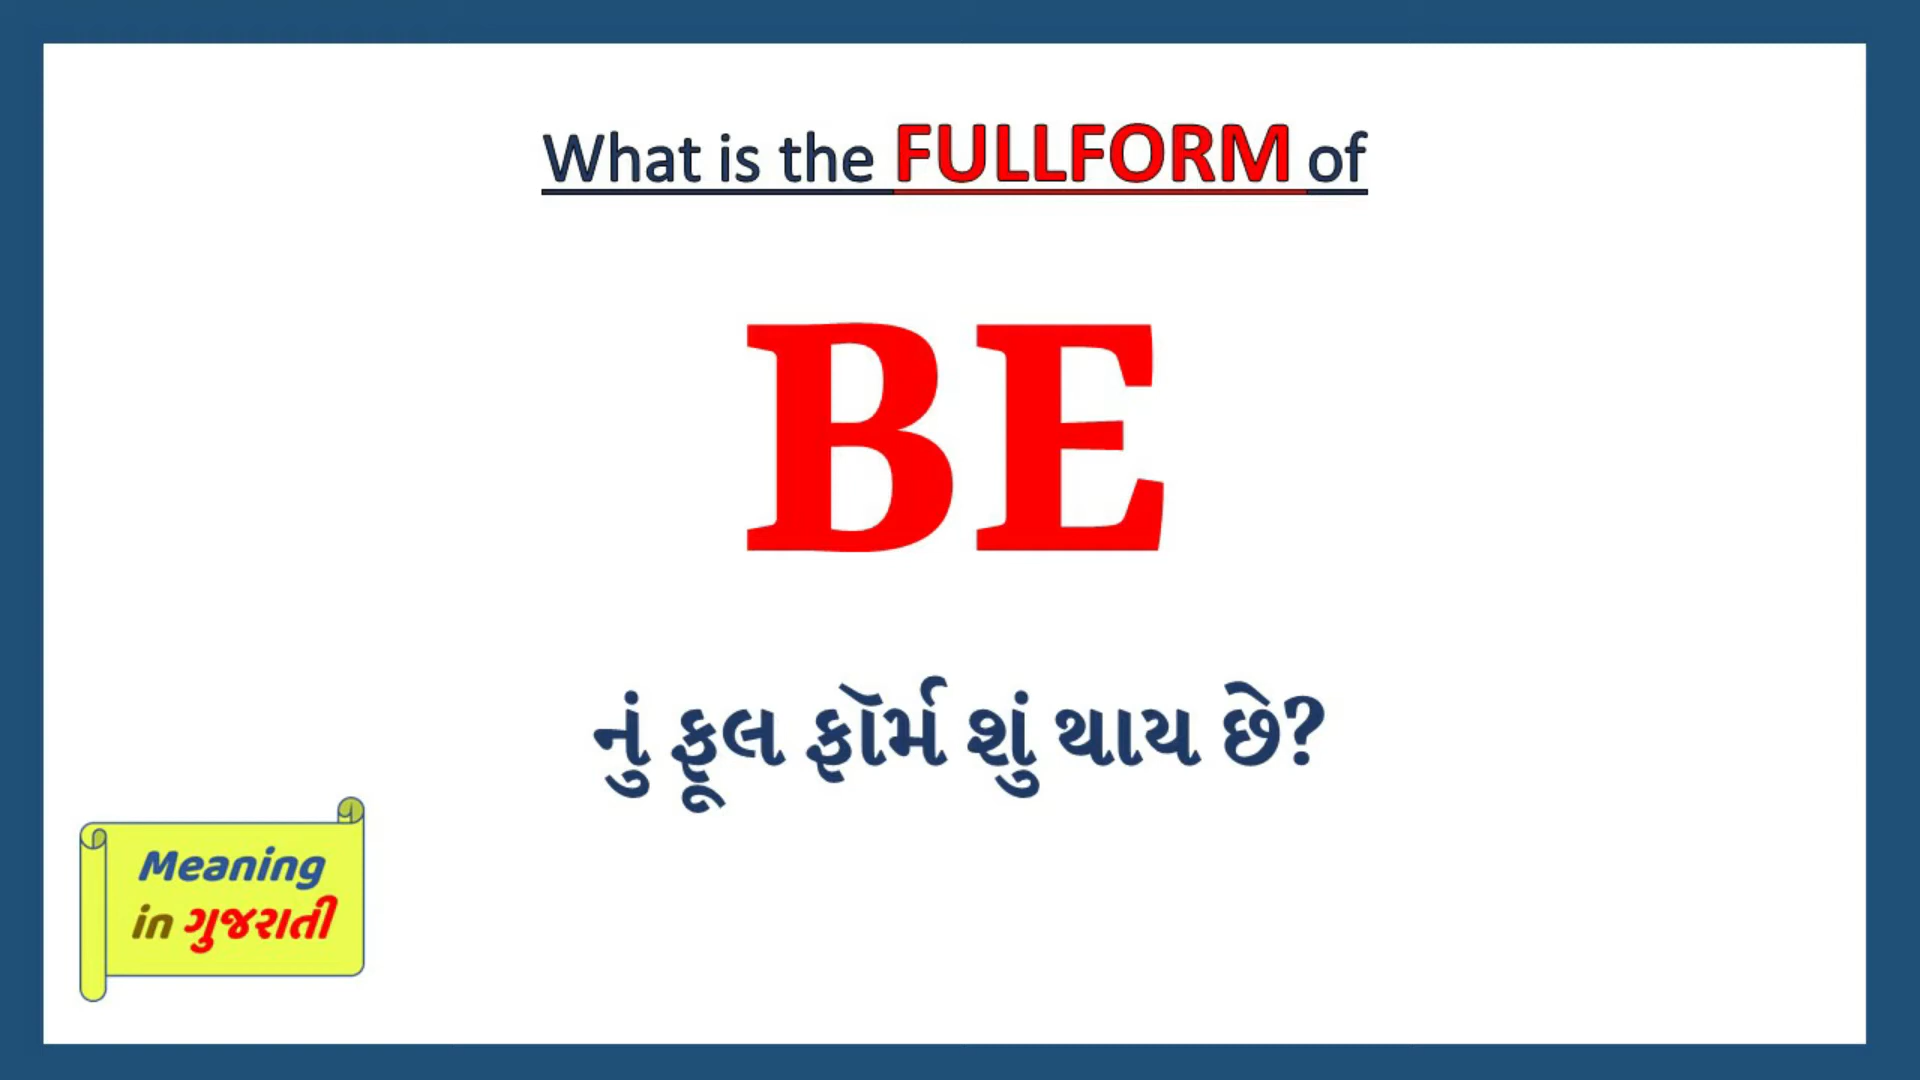 What is the FULLFORM of
BE
નું ફૂલ ફૉર્મ શું થાય છે?
Meaning
in ગુજરાતી